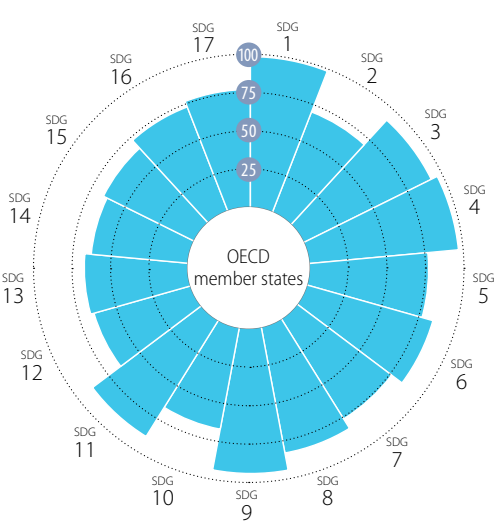 SDG
1
SDG
2
SDG
3
SDG
4
SDG
5
SDG
6
SDG
7
SDG
8
SDG
9
SDG
10
SDG
11
SDG
12
SDG
13
SDG
14
SDG
15
SDG
16
SDG
17
100
75
50
25
OECD
member states